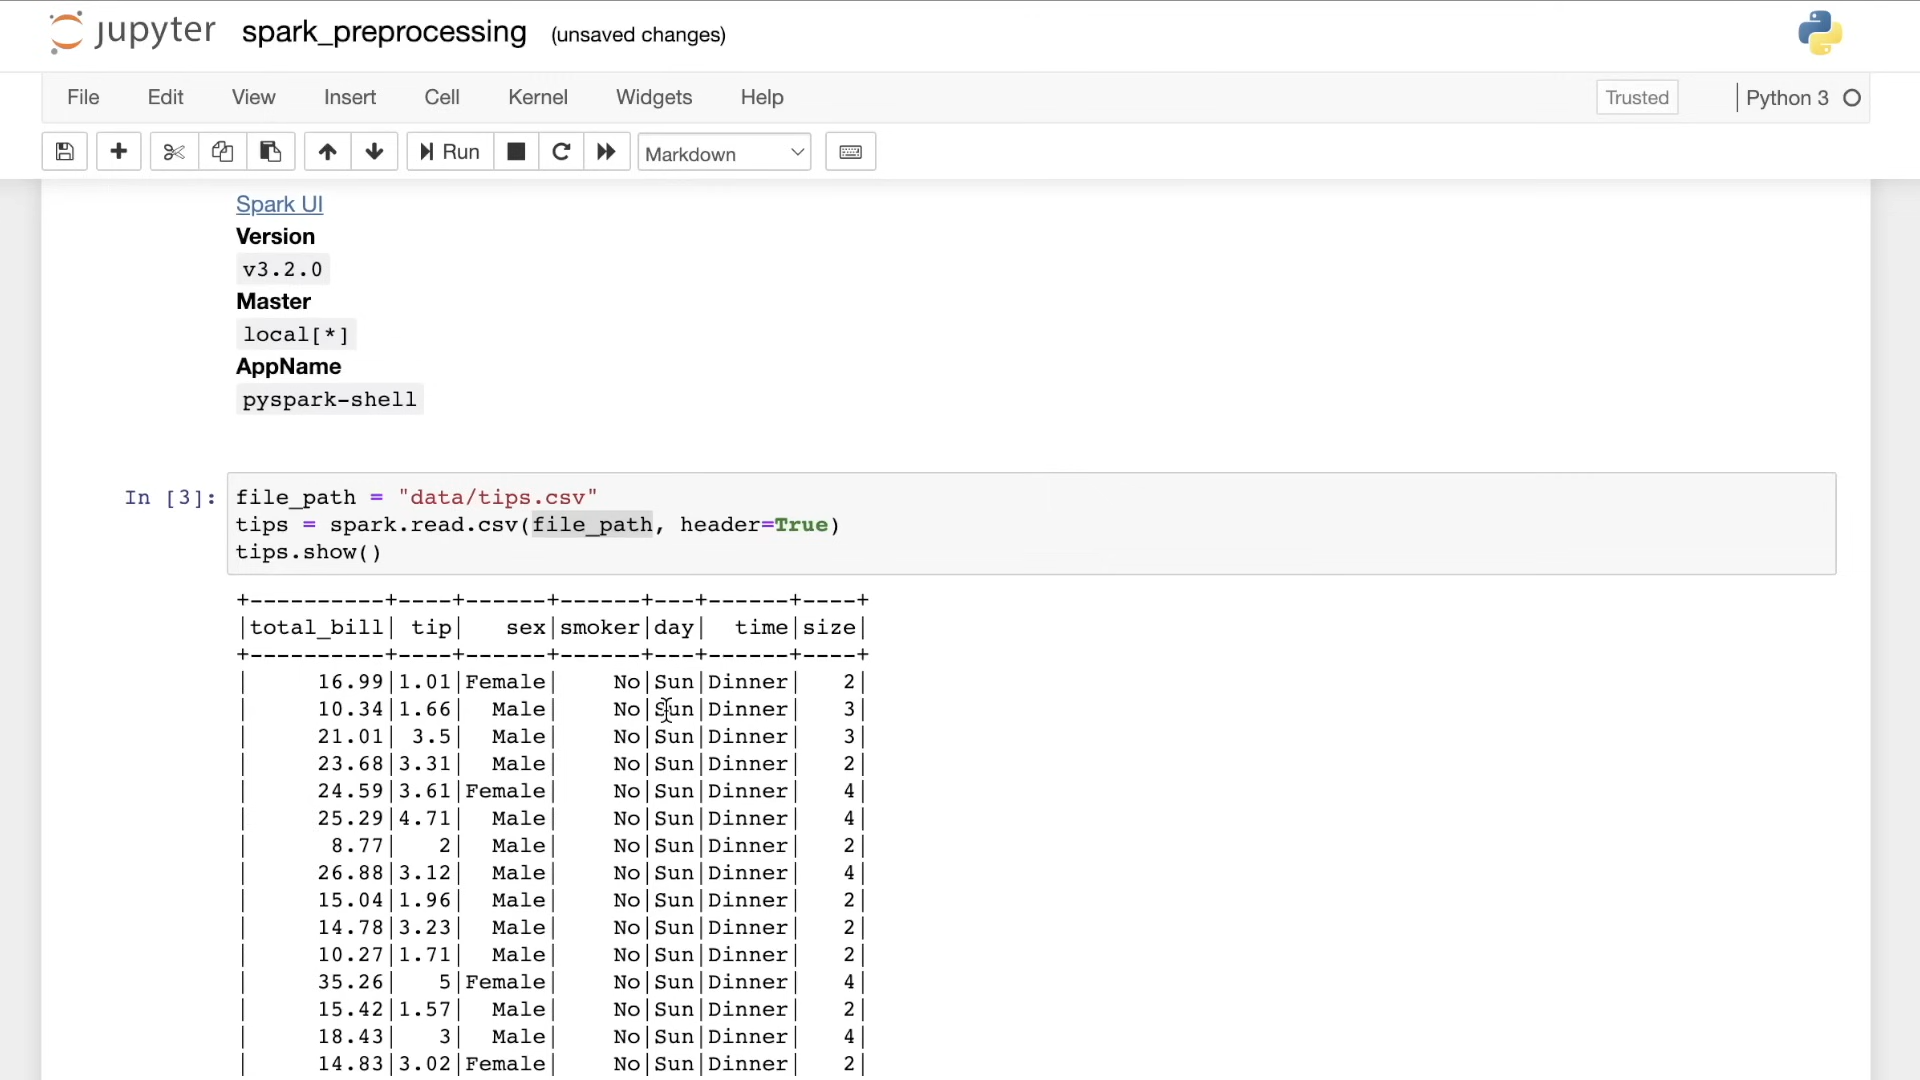 jupyter spark_preprocessing (unsaved changes)
File Edit View Insert Cell Kernel Widgets Help Trusted Python 3
Run Markdown
Spark UI
Version
v3.2.0
Master
local[*]
AppName
pyspark-shell
In [3]: file_path = "data/tips.csv"
tips = spark.read.csv(file_path, header=True)
tips.show()
+----------+----+------+------+---+------+----+
|total_bill| tip|   sex|smoker|day|  time|size|
+----------+----+------+------+---+------+----+
|     16.99|1.01|Female|    No|Sun|Dinner|   2|
|     10.34|1.66|  Male|    No|Sun|Dinner|   3|
|     21.01| 3.5|  Male|    No|Sun|Dinner|   3|
|     23.68|3.31|  Male|    No|Sun|Dinner|   2|
|     24.59|3.61|Female|    No|Sun|Dinner|   4|
|     25.29|4.71|  Male|    No|Sun|Dinner|   4|
|      8.77|   2|  Male|    No|Sun|Dinner|   2|
|     26.88|3.12|  Male|    No|Sun|Dinner|   4|
|     15.04|1.96|  Male|    No|Sun|Dinner|   2|
|     14.78|3.23|  Male|    No|Sun|Dinner|   2|
|     10.27|1.71|  Male|    No|Sun|Dinner|   2|
|     35.26|   5|Female|    No|Sun|Dinner|   4|
|     15.42|1.57|  Male|    No|Sun|Dinner|   2|
|     18.43|   3|  Male|    No|Sun|Dinner|   4|
|     14.83|3.02|Female|    No|Sun|Dinner|   2|